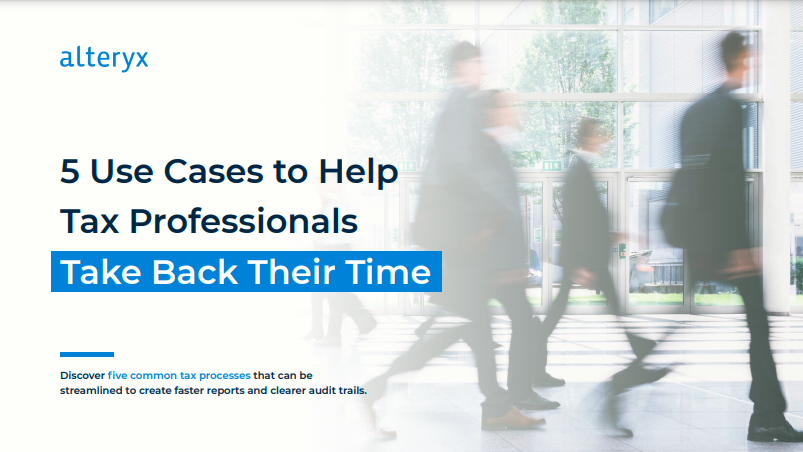 alteryx
5 Use Cases to Help
Tax Professionals
Take Back Their Time
Discover five common tax processes that can be
streamlined to create faster reports and clearer audit trails.